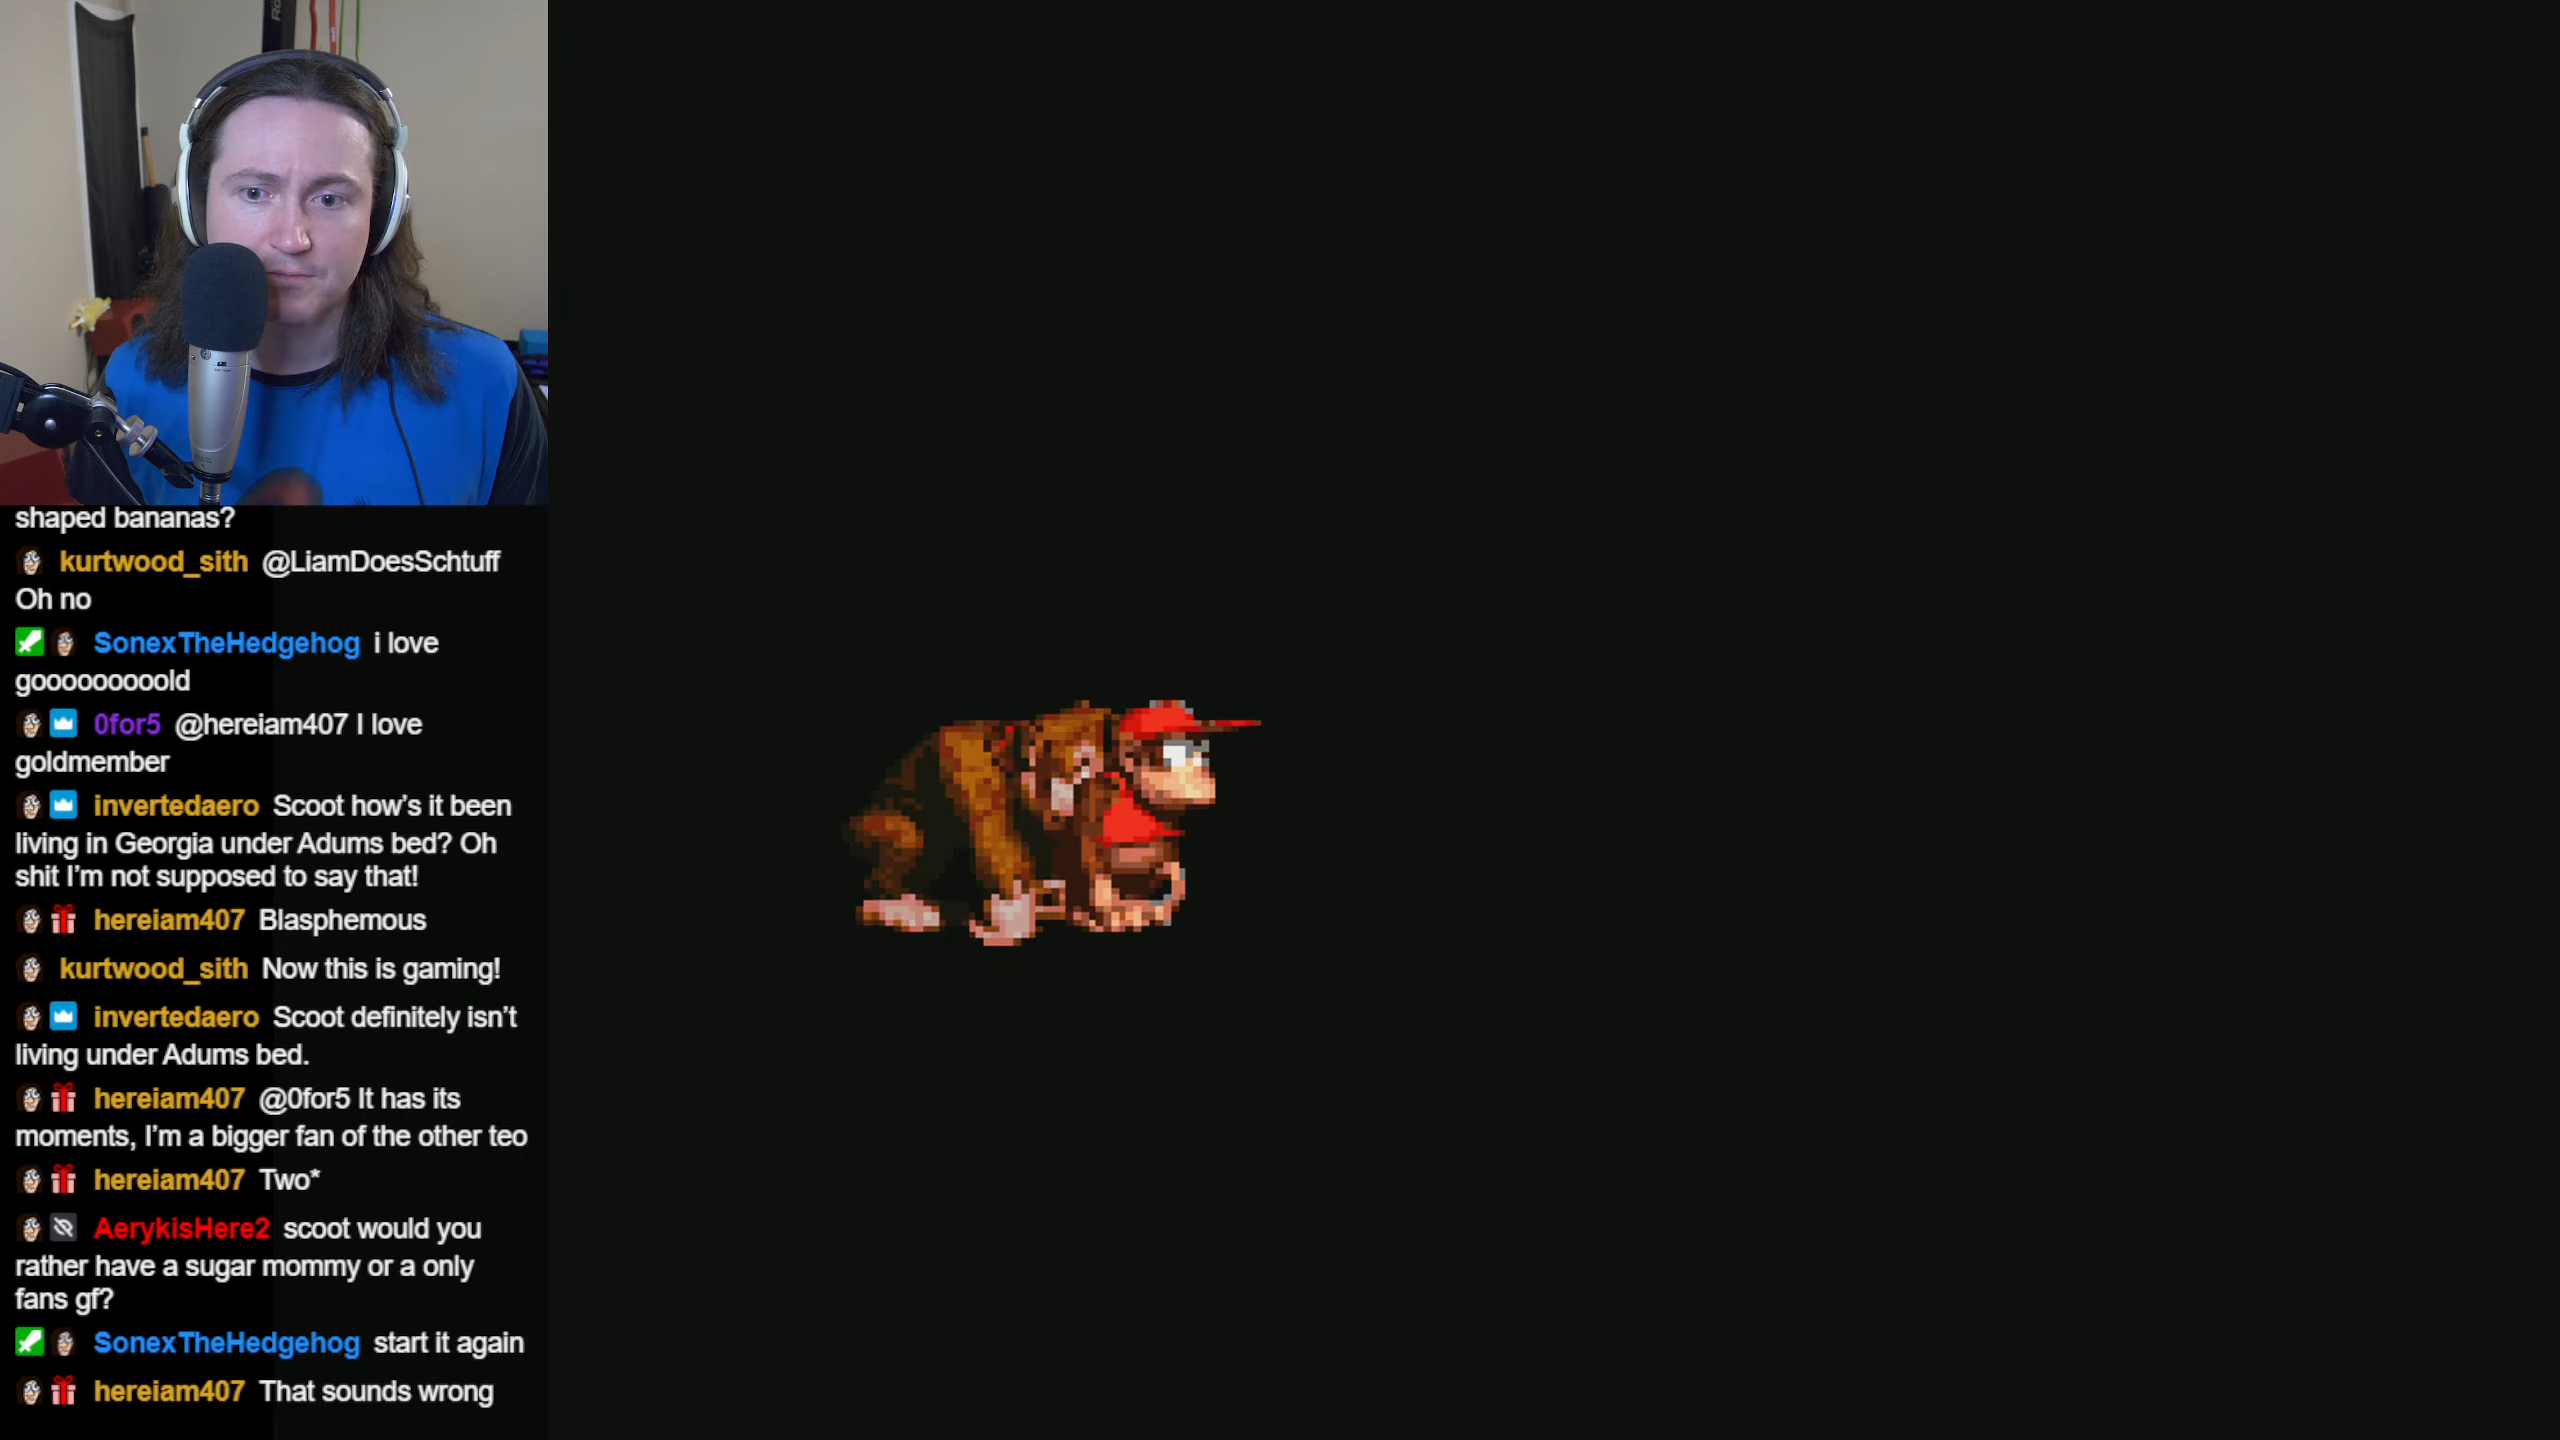 shaped bananas?
kurtwood_sith @LiamDoesSchtuff
Oh no
SonexTheHedgehog i love
gooooooooold
0for5 @hereiam407 I love
goldmember
invertedaero Scoot how’s it been
living in Georgia under Adums bed? Oh
shit I’m not supposed to say that!
hereiam407 Blasphemous
kurtwood_sith Now this is gaming!
invertedaero Scoot definitely isn’t
living under Adums bed.
hereiam407 @0for5 It has its
moments, I’m a bigger fan of the other teo
hereiam407 Two*
AerykisHere2 scoot would you
rather have a sugar mommy or a only
fans gf?
SonexTheHedgehog start it again
hereiam407 That sounds wrong